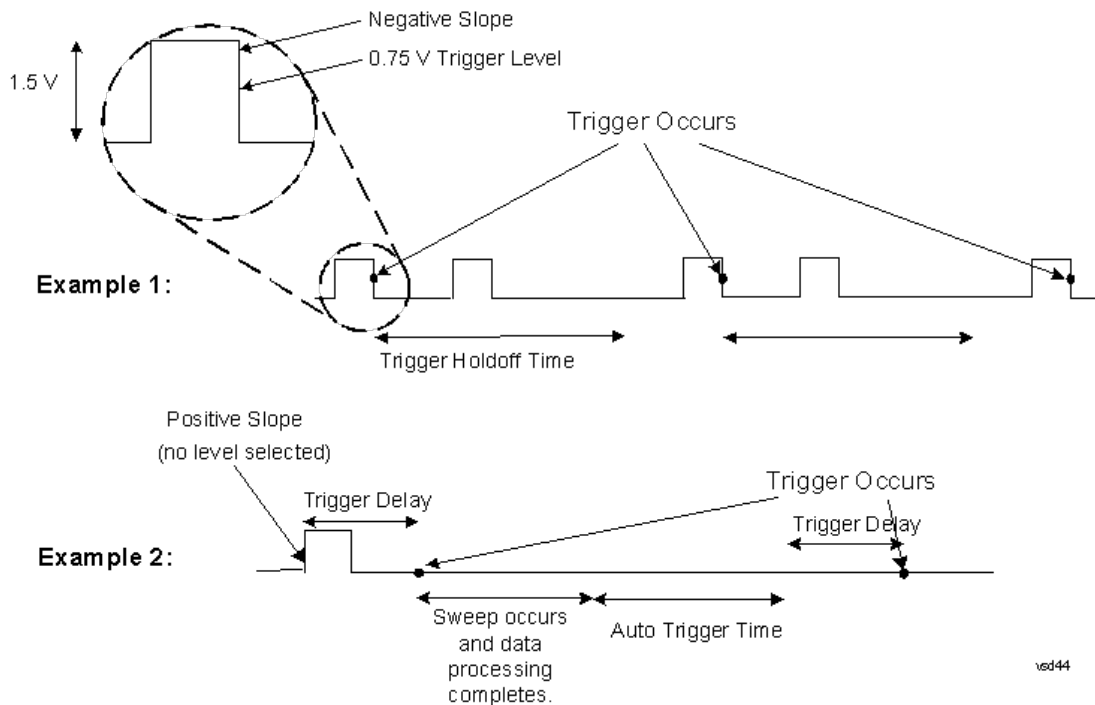 Negative Slope
0.75 V Trigger Level
1.5 V
Trigger Occurs
Example 1:
Trigger Holdoff Time
Positive Slope
(no level selected)
Trigger Delay
Trigger Occurs
Trigger Delay
Example 2:
Sweep occurs
and data
processing
completes.
Auto Trigger Time
vsd44